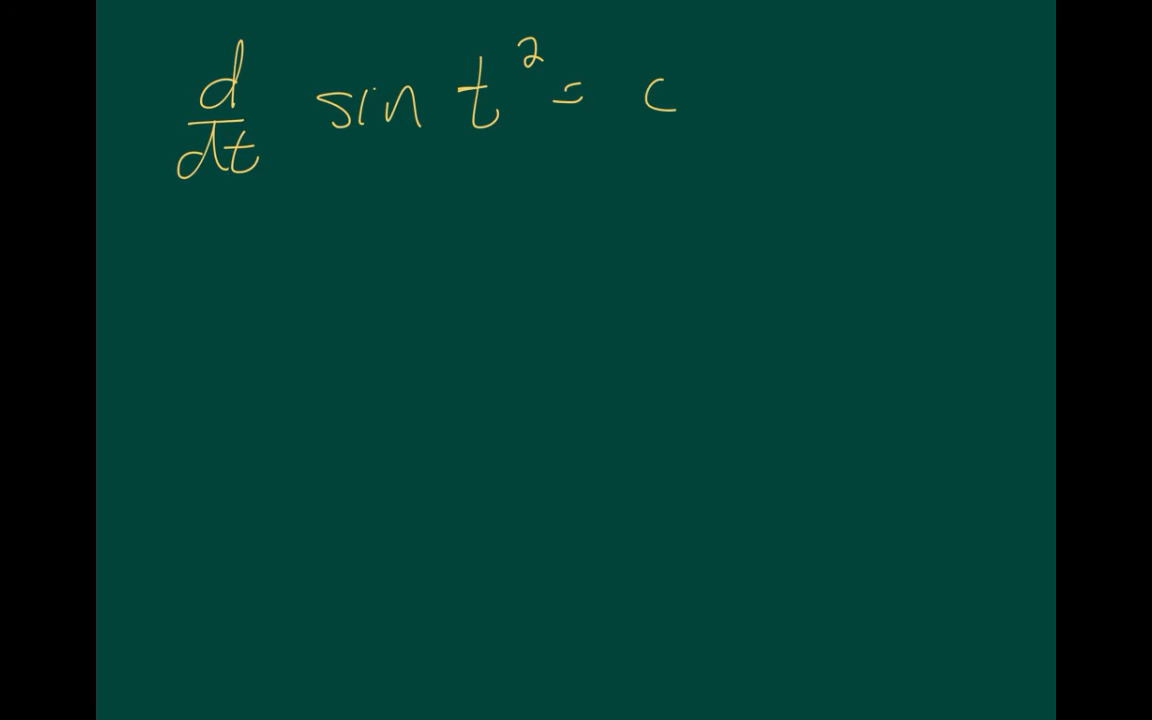 d/dt sin t² = c